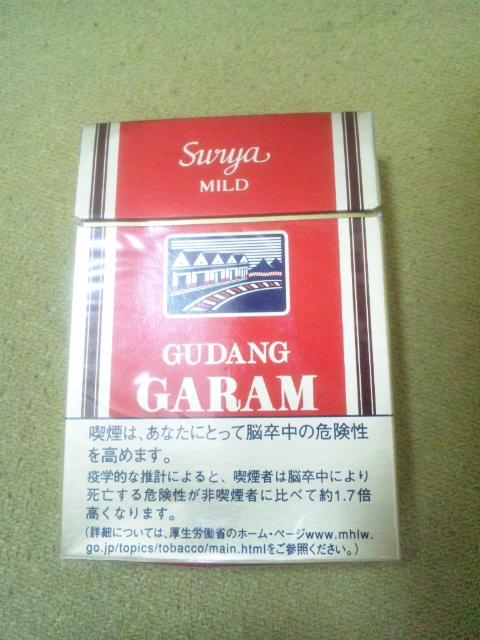 Surya
MILD
GUDANG
GARAM
喫煙は、あなたにとって脳卒中の危険性
を高めます。
疫学的な推計によると、喫煙者は脳卒中により
死亡する危険性が非喫煙者に比べて約1.7倍
高くなります。
(詳細については、厚生労働省のホーム・ページwww.mhlw.
go.jp/topics/tobacco/main.htmlをご参照ください。)